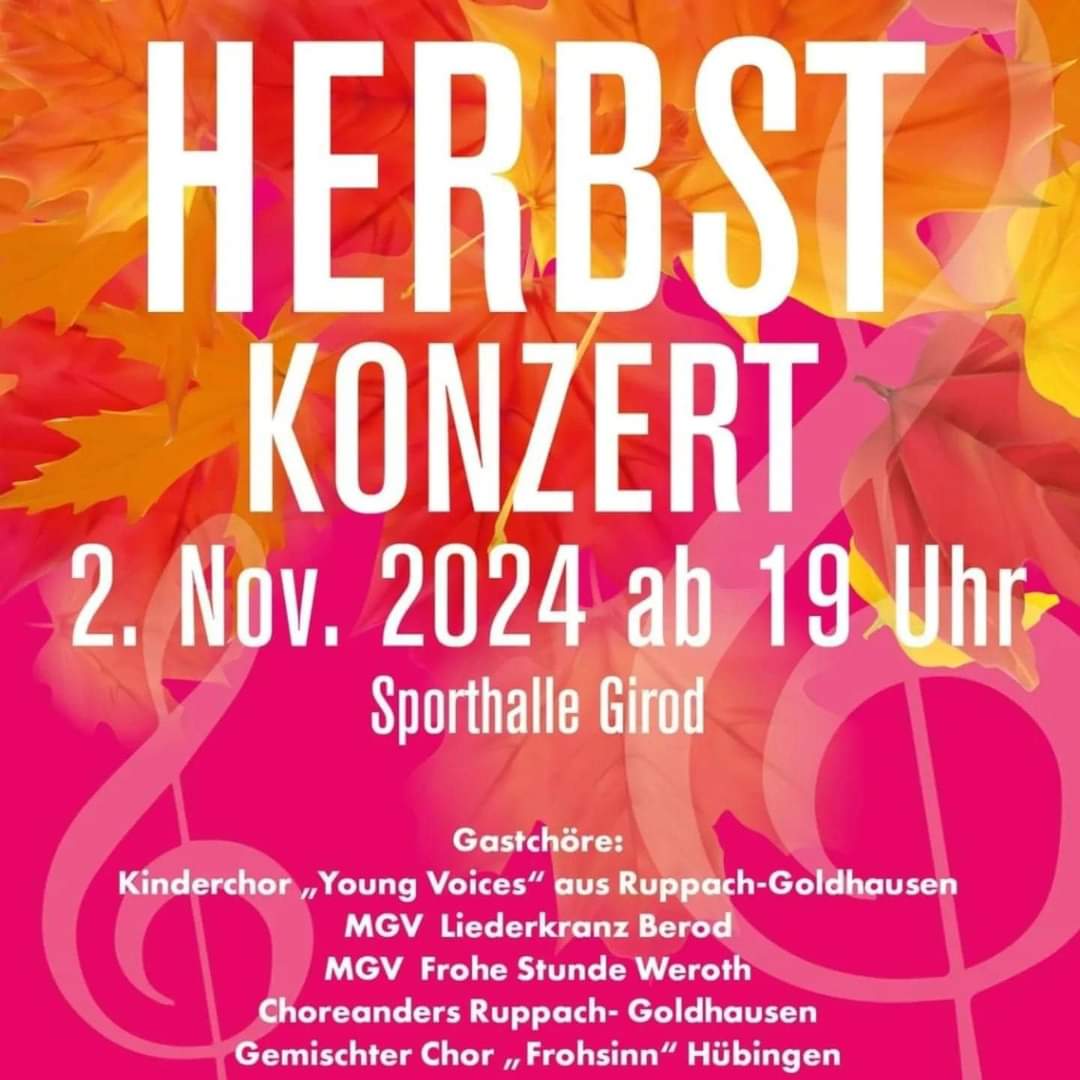 HERBST
KONZERT
2. Nov. 2024 ab 19 Uhr
Sporthalle Girod
Gastchöre:
Kinderchor „Young Voices“ aus Ruppach-Goldhausen
MGV Liederkranz Berod
MGV Frohe Stunde Weroth
Choreanders Ruppach- Goldhausen
Gemischter Chor „Frohsinn“ Hübingen